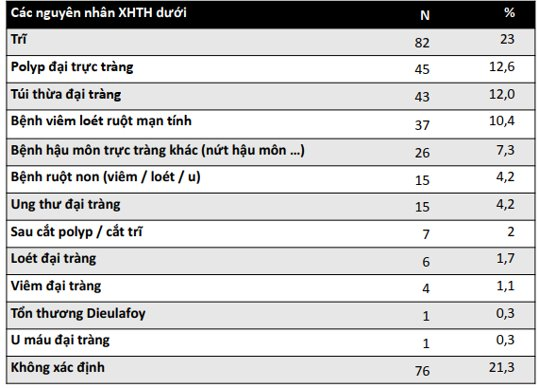 Các nguyên nhân XHTH dưới N %
Trĩ 82 23
Polyp đại trực tràng 45 12,6
Túi thừa đại tràng 43 12,0
Bệnh viêm loét ruột mạn tính 37 10,4
Bệnh hậu môn trực tràng khác (nứt hậu môn ...) 26 7,3
Bệnh ruột non (viêm / loét / u) 15 4,2
Ung thư đại tràng 15 4,2
Sau cắt polyp / cắt trĩ 7 2
Loét đại tràng 6 1,7
Viêm đại tràng 4 1,1
Tổn thương Dieulafoy 1 0,3
U máu đại tràng 1 0,3
Không xác định 76 21,3